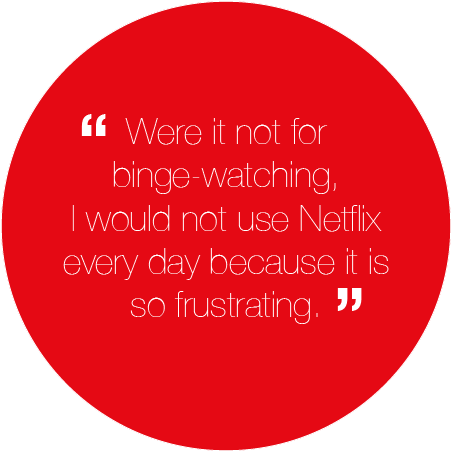 “ Were it not for
binge-watching,
I would not use Netflix
every day because it is
so frustrating. ”